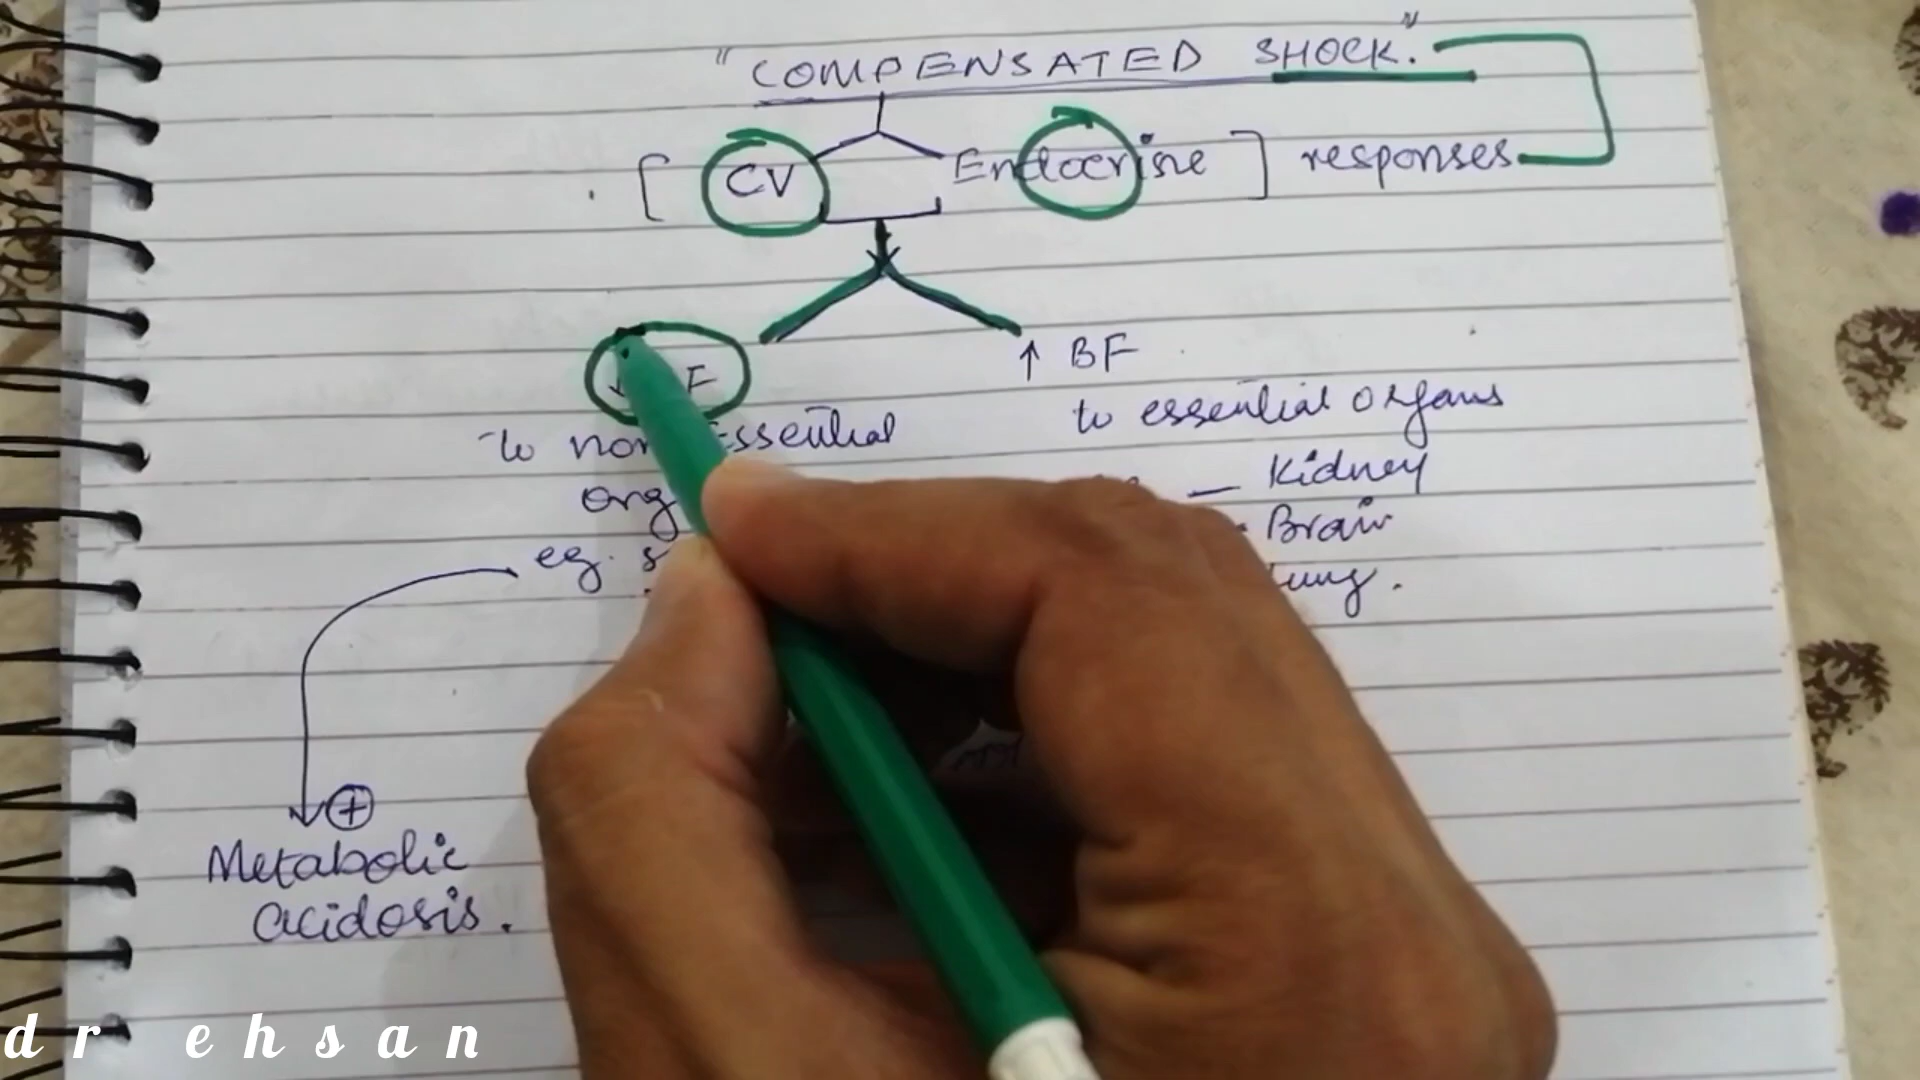 "COMPENSATED SHOCK."
[ CV Endocrine ] responses
↑ BF
to non essential
to essential organs
eg.
— Kidney
Brain
lung.
+
Metabolic
acidosis.
dr ehsan